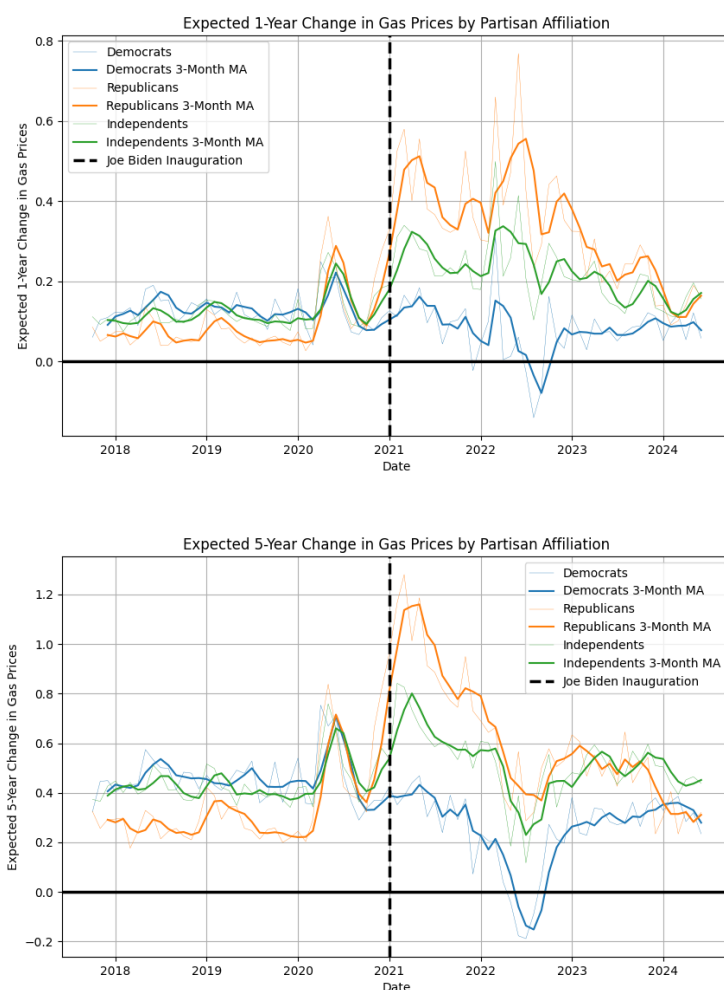 Expected 1-Year Change in Gas Prices by Partisan Affiliation
Expected 1-Year Change in Gas Prices
0.8
0.6
0.4
0.2
0.0
Democrats
Democrats 3-Month MA
Republicans
Republicans 3-Month MA
Independents
Independents 3-Month MA
Joe Biden Inauguration
2018 2019 2020 2021 2022 2023 2024
Date
Expected 5-Year Change in Gas Prices by Partisan Affiliation
Expected 5-Year Change in Gas Prices
1.2
1.0
0.8
0.6
0.4
0.2
0.0
−0.2
Democrats
Democrats 3-Month MA
Republicans
Republicans 3-Month MA
Independents
Independents 3-Month MA
Joe Biden Inauguration
2018 2019 2020 2021 2022 2023 2024
Date